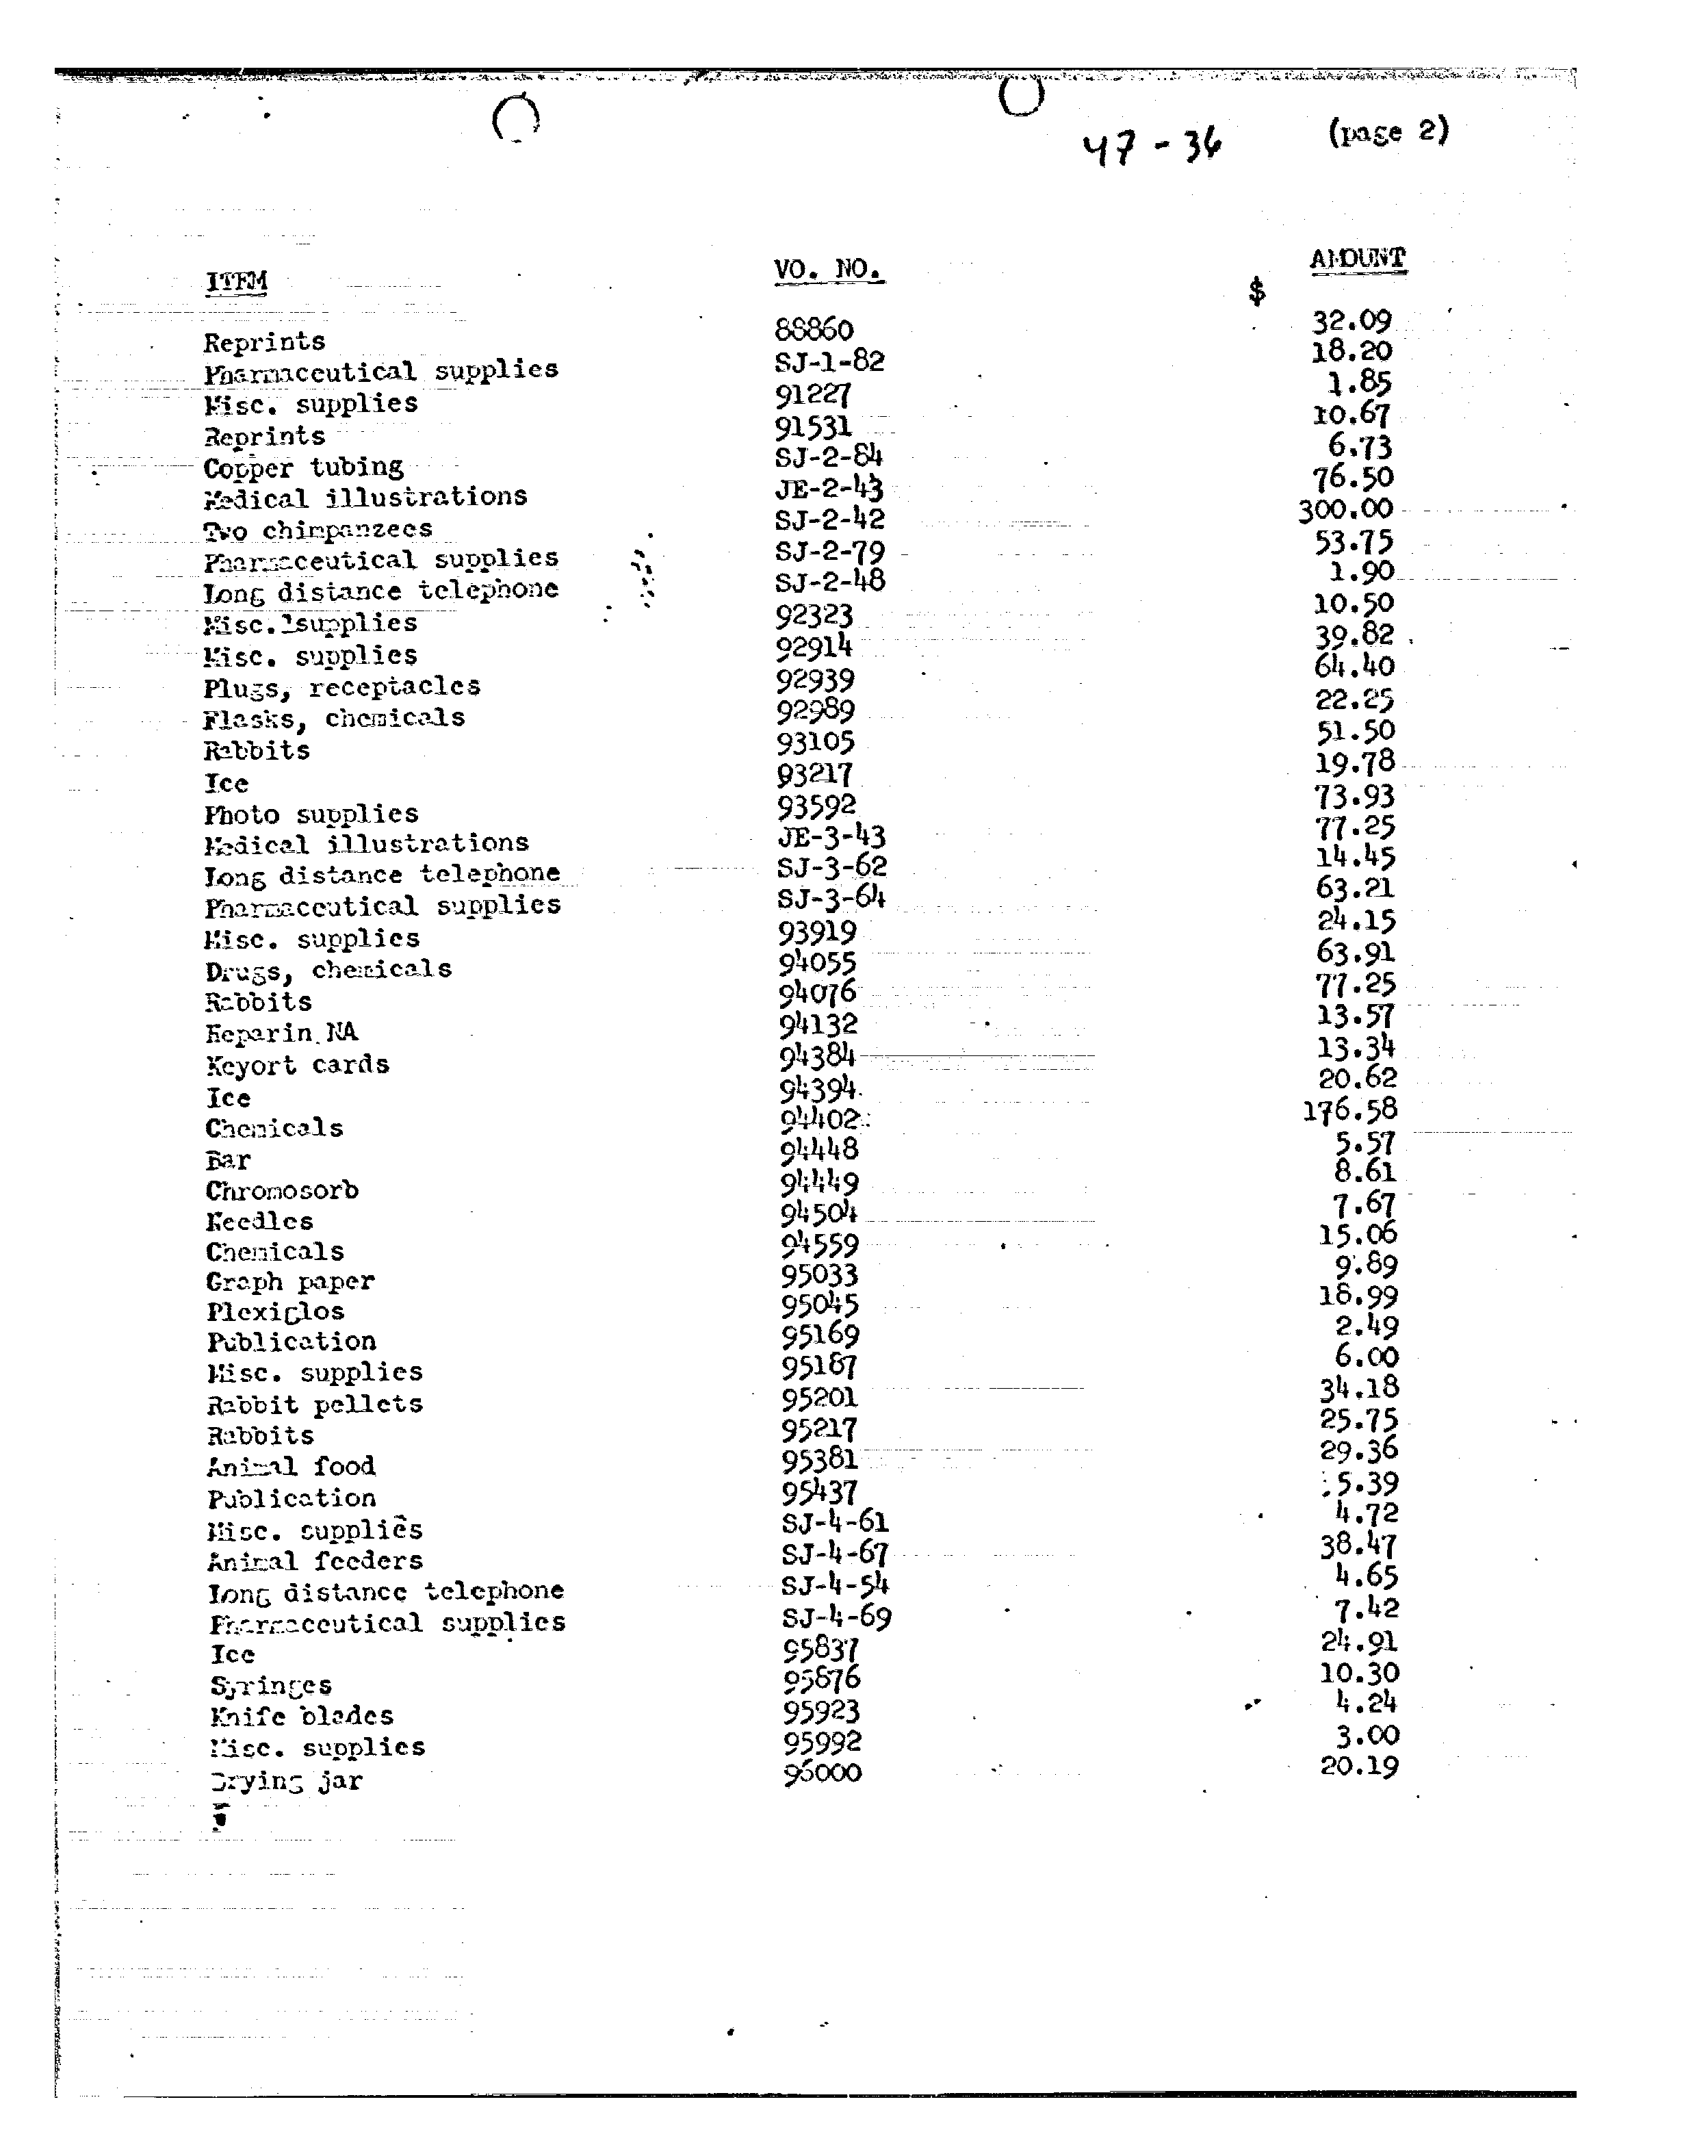 47 - 36 (page 2)
ITEM VO. NO. AMOUNT
$
Reprints 88860 32.09
Pharmaceutical supplies SJ-1-82 18.20
Misc. supplies 91227 1.85
Reprints 91531 10.67
Copper tubing SJ-2-84 6.73
Medical illustrations JE-2-43 76.50
Two chimpanzees SJ-2-42 300.00
Pharmaceutical supplies SJ-2-79 53.75
Long distance telephone SJ-2-48 1.90
Misc. supplies 92323 10.50
Misc. supplies 92914 39.82
Plugs, receptacles 92939 64.40
Flasks, chemicals 92989 22.25
Rabbits 93105 51.50
Ice 93217 19.78
Photo supplies 93592 73.93
Medical illustrations JE-3-43 77.25
Long distance telephone SJ-3-62 14.45
Pharmaceutical supplies SJ-3-64 63.21
Misc. supplies 93919 24.15
Drugs, chemicals 94055 63.91
Rabbits 94076 77.25
Heparin NA 94132 13.57
Keyort cards 94384 13.34
Ice 94394 20.62
Chemicals 94402 176.58
Bar 94448 5.57
Chromosorb 94449 8.61
Needles 94504 7.67
Chemicals 94559 15.06
Graph paper 95033 9.89
Plexiglos 95045 18.99
Publication 95169 2.49
Misc. supplies 95187 6.00
Rabbit pellets 95201 34.18
Rabbits 95217 25.75
Animal food 95381 29.36
Publication 95437 5.39
Misc. supplies SJ-4-61 4.72
Animal feeders SJ-4-67 38.47
Long distance telephone SJ-4-54 4.65
Pharmaceutical supplies SJ-4-69 7.42
Ice 95837 24.91
Syringes 95876 10.30
Knife blades 95923 4.24
Misc. supplies 95992 3.00
Drying jar 96000 20.19